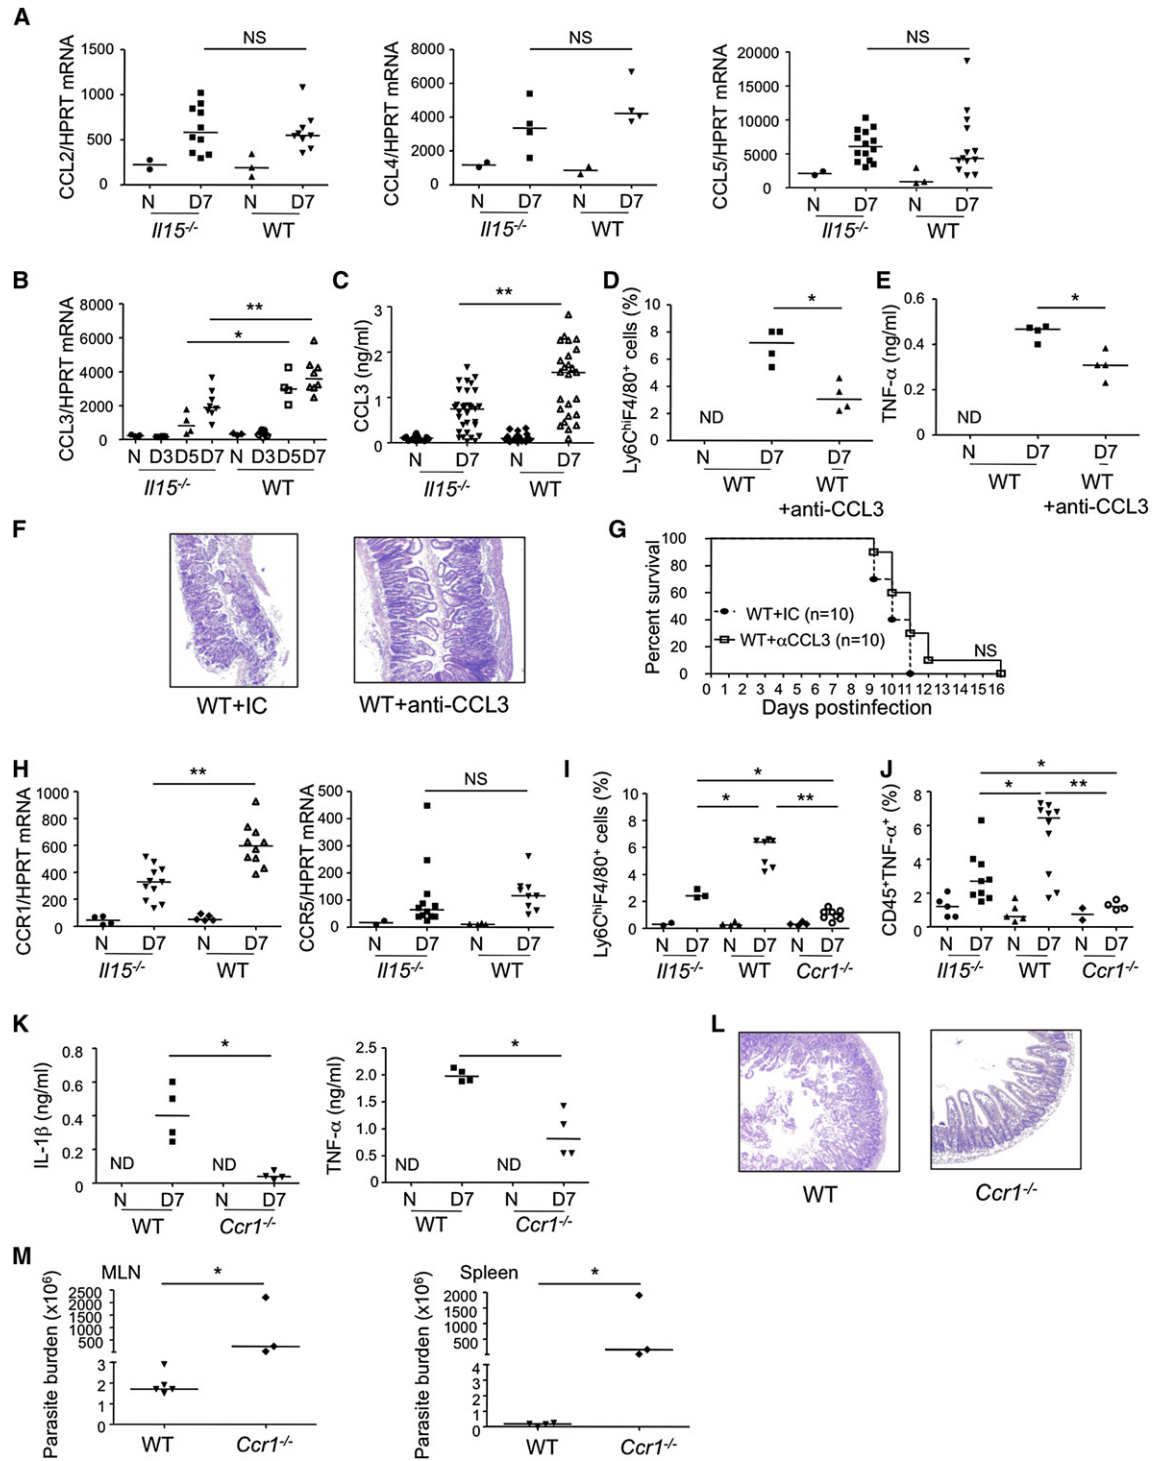 A
CCL2/HPRT mRNA
1500
1000
500
0
NS
N D7 N D7
Il15-/- WT
CCL4/HPRT mRNA
8000
6000
4000
2000
0
NS
N D7 N D7
Il15-/- WT
CCL5/HPRT mRNA
20000
15000
10000
5000
0
NS
N D7 N D7
Il15-/- WT
B
CCL3/HPRT mRNA
8000
6000
4000
2000
0
**
*
N D3 D5 D7 N D3 D5 D7
Il15-/- WT
C
CCL3 (ng/ml)
3
2
1
0
**
N D7 N D7
Il15-/- WT
D
Ly6ChiF4/80+ cells (%)
10
8
6
4
2
0
*
ND
N D7 D7
WT WT
+anti-CCL3
E
TNF-α (ng/ml)
0.6
0.4
0.2
0
*
ND
N D7 D7
WT WT
+anti-CCL3
F
WT+IC
WT+anti-CCL3
G
Percent survival
100
80
60
40
20
0
WT+IC (n=10)
WT+αCCL3 (n=10)
NS
0 1 2 3 4 5 6 7 8 9 10 11 12 13 14 15 16
Days postinfection
H
CCR1/HPRT mRNA
1000
800
600
400
200
0
**
N D7 N D7
Il15-/- WT
CCR5/HPRT mRNA
500
400
300
200
100
0
NS
N D7 N D7
Il15-/- WT
I
Ly6ChiF4/80+ cells (%)
10
8
6
4
2
0
*
* **
N D7 N D7 N D7
Il15-/- WT Ccr1-/-
J
CD45+TNF-α+ (%)
8
6
4
2
0
*
* **
N D7 N D7 N D7
Il15-/- WT Ccr1-/-
K
IL-1β (ng/ml)
0.8
0.6
0.4
0.2
0
*
ND ND
N D7 N D7
WT Ccr1-/-
TNF-α (ng/ml)
2.5
2.0
1.5
1.0
0.5
0
*
ND ND
N D7 N D7
WT Ccr1-/-
L
WT
Ccr1-/-
M
MLN
Parasite burden (x10⁶)
2500
2000
1500
1000
500
3
2
1
0
*
WT Ccr1-/-
Spleen
Parasite burden (x10⁶)
2000
1500
1000
500
4
3
2
1
0
*
WT Ccr1-/-